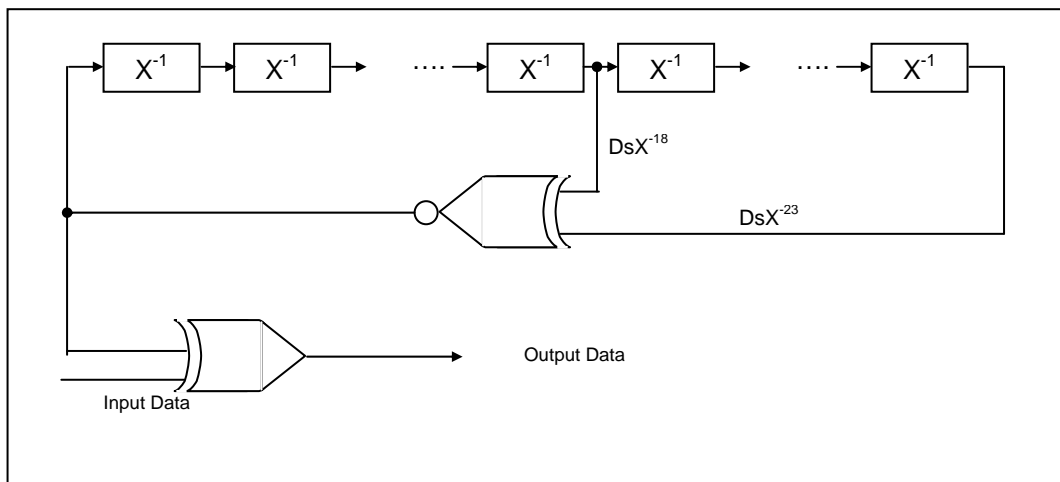 X⁻¹ X⁻¹ .... X⁻¹ X⁻¹ .... X⁻¹
DsX⁻¹⁸
DsX⁻²³
Output Data
Input Data